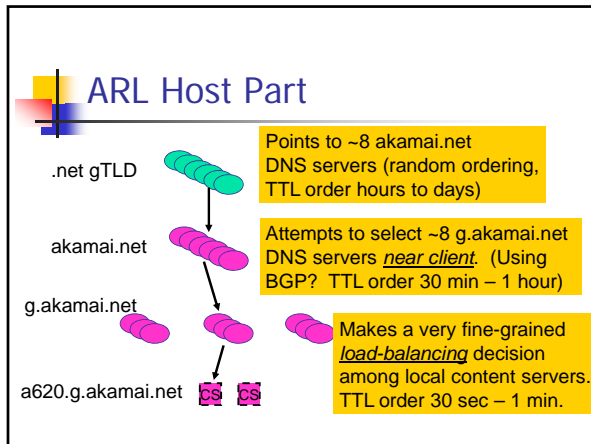 ARL Host Part
.net gTLD
Points to ~8 akamai.net
DNS servers (random ordering,
TTL order hours to days)
akamai.net
Attempts to select ~8 g.akamai.net
DNS servers near client. (Using
BGP? TTL order 30 min – 1 hour)
g.akamai.net
Makes a very fine-grained
load-balancing decision
among local content servers.
TTL order 30 sec – 1 min.
a620.g.akamai.net
CS
CS